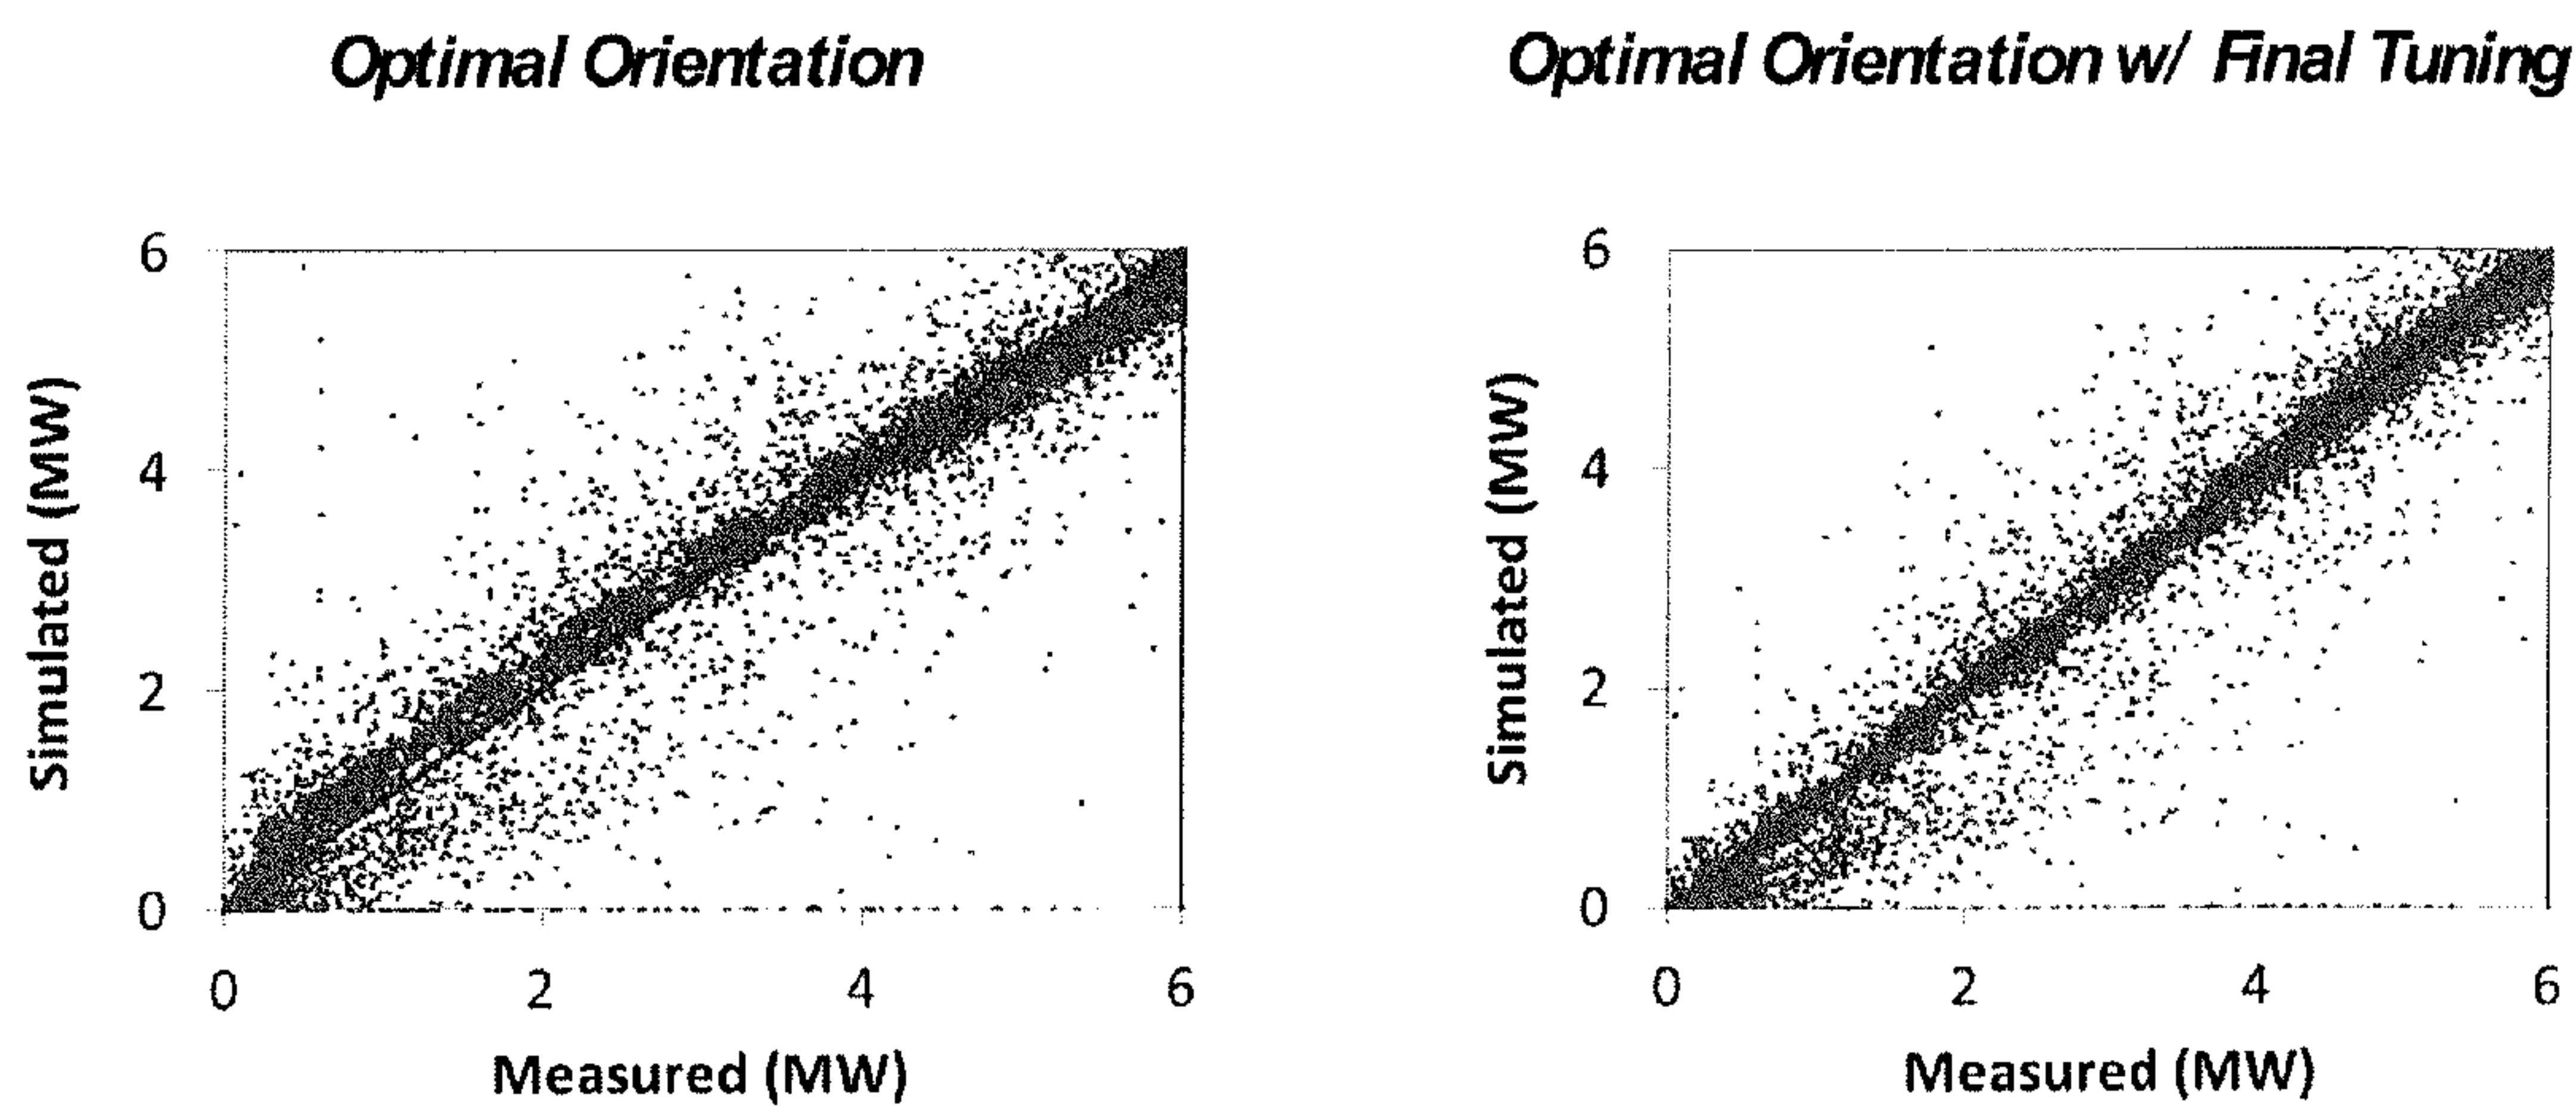 Optimal Orientation
Optimal Orientation w/ Final Tuning
Simulated (MW)
6
4
2
0
0 2 4 6
Measured (MW)
Simulated (MW)
6
4
2
0
0 2 4 6
Measured (MW)